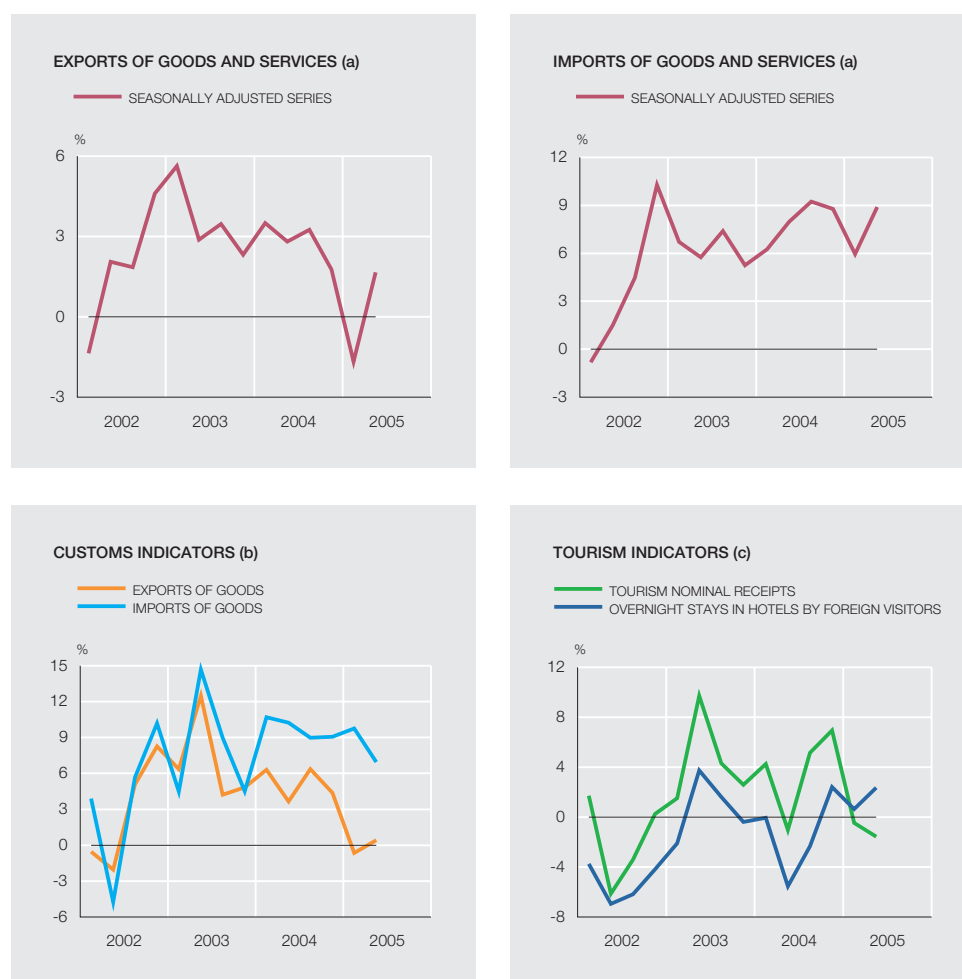 EXPORTS OF GOODS AND SERVICES (a)
SEASONALLY ADJUSTED SERIES
%
6
3
0
-3
2002 2003 2004 2005
IMPORTS OF GOODS AND SERVICES (a)
SEASONALLY ADJUSTED SERIES
%
12
9
6
3
0
-3
2002 2003 2004 2005
CUSTOMS INDICATORS (b)
EXPORTS OF GOODS
IMPORTS OF GOODS
%
15
12
9
6
3
0
-3
-6
2002 2003 2004 2005
TOURISM INDICATORS (c)
TOURISM NOMINAL RECEIPTS
OVERNIGHT STAYS IN HOTELS BY FOREIGN VISITORS
%
12
8
4
0
-4
-8
2002 2003 2004 2005